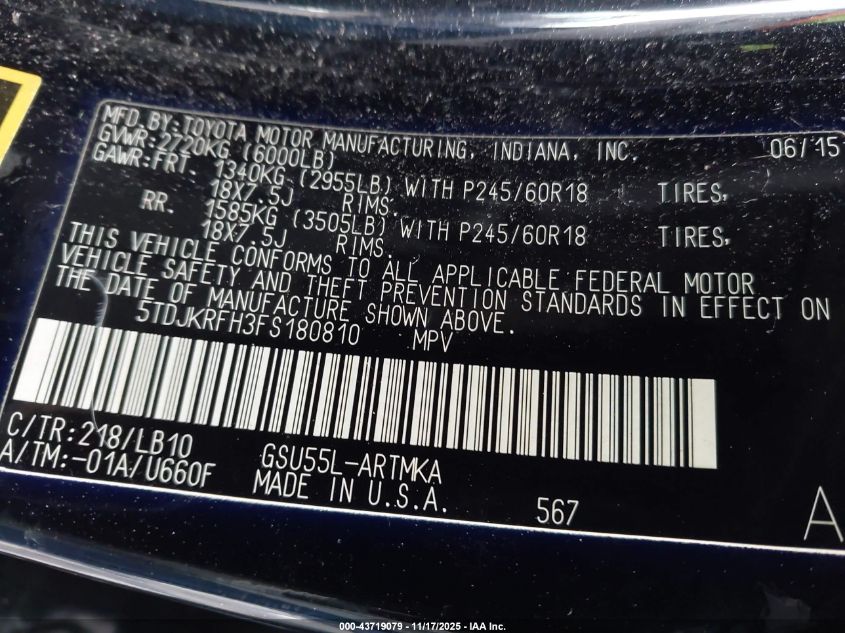 MFD. BY: TOYOTA MOTOR MANUFACTURING, INDIANA, INC. 06/15
GVWR: 2720KG (6000LB)
GAWR: FRT. 1340KG (2955LB) WITH P245/60R18 TIRES,
18X7.5J RIMS.
RR. 1585KG (3505LB) WITH P245/60R18 TIRES,
18X7.5J RIMS.
THIS VEHICLE CONFORMS TO ALL APPLICABLE FEDERAL MOTOR
VEHICLE SAFETY AND THEFT PREVENTION STANDARDS IN EFFECT ON
THE DATE OF MANUFACTURE SHOWN ABOVE.
5TDJKRFH3FS180810 MPV
C/TR: 218/LB10 GSU55L-ARTMKA
A/TM: -01A/U660F MADE IN U.S.A. 567 A
000-43719079 — 11/17/2025 — IAA Inc.